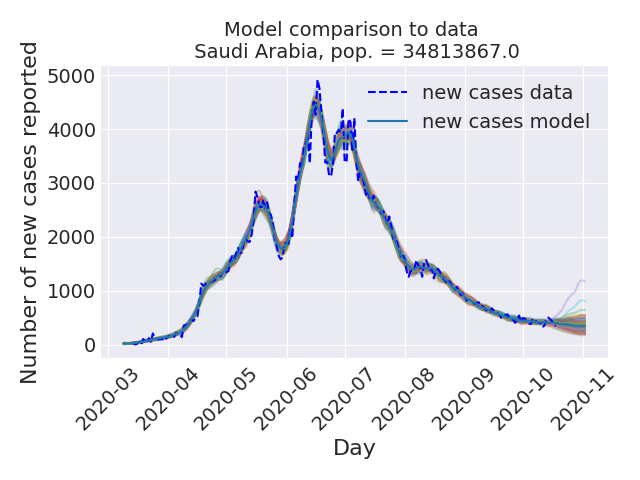 Model comparison to data
Saudi Arabia, pop. = 34813867.0
Number of new cases reported
5000
4000
3000
2000
1000
0
new cases data
new cases model
2020-03
2020-04
2020-05
2020-06
2020-07
2020-08
2020-09
2020-10
2020-11
Day